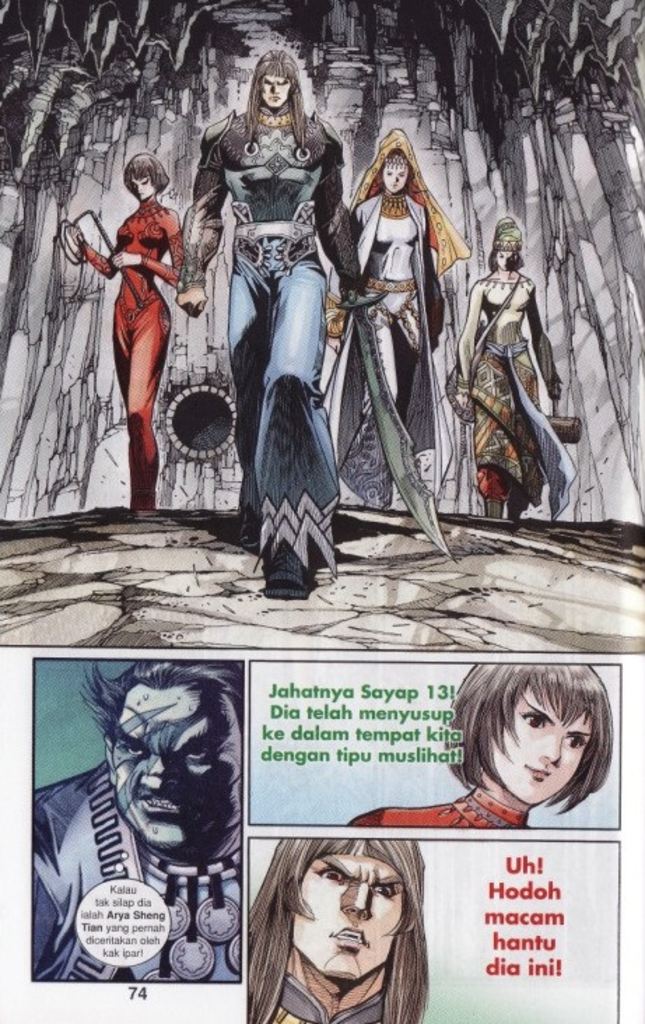 Kalau
tak silap dia
ialah Arya Sheng
Tian yang pernah
diceritakan oleh
kak ipar!
Jahatnya Sayap 13!
Dia telah menyusup
ke dalam tempat kita
dengan tipu muslihat!
Uh!
Hodoh
macam
hantu
dia ini!
74